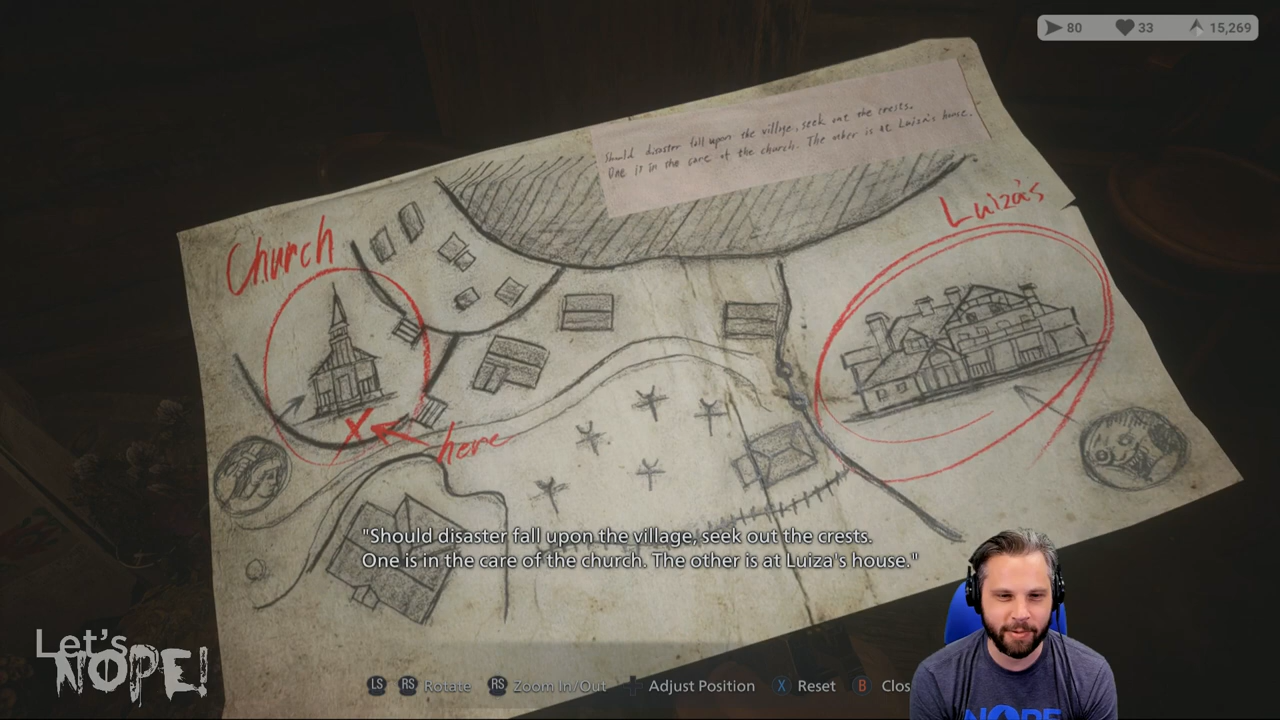 80 33 15,269
Should disaster fall upon the village, seek out the crests.
One is in the care of the church. The other is at Luiza's house.
Luiza's
Church
here
"Should disaster fall upon the village, seek out the crests.
One is in the care of the church. The other is at Luiza's house."
Let's
NOPE!
LS RS Rotate RS Zoom In/Out Adjust Position X Reset B Clos
NOPE